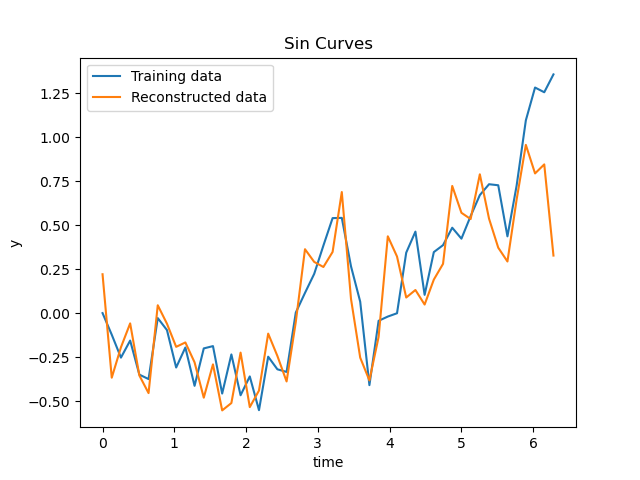 Sin Curves
Training data
Reconstructed data
1.25
1.00
0.75
0.50
0.25
0.00
−0.25
−0.50
y
0 1 2 3 4 5 6
time